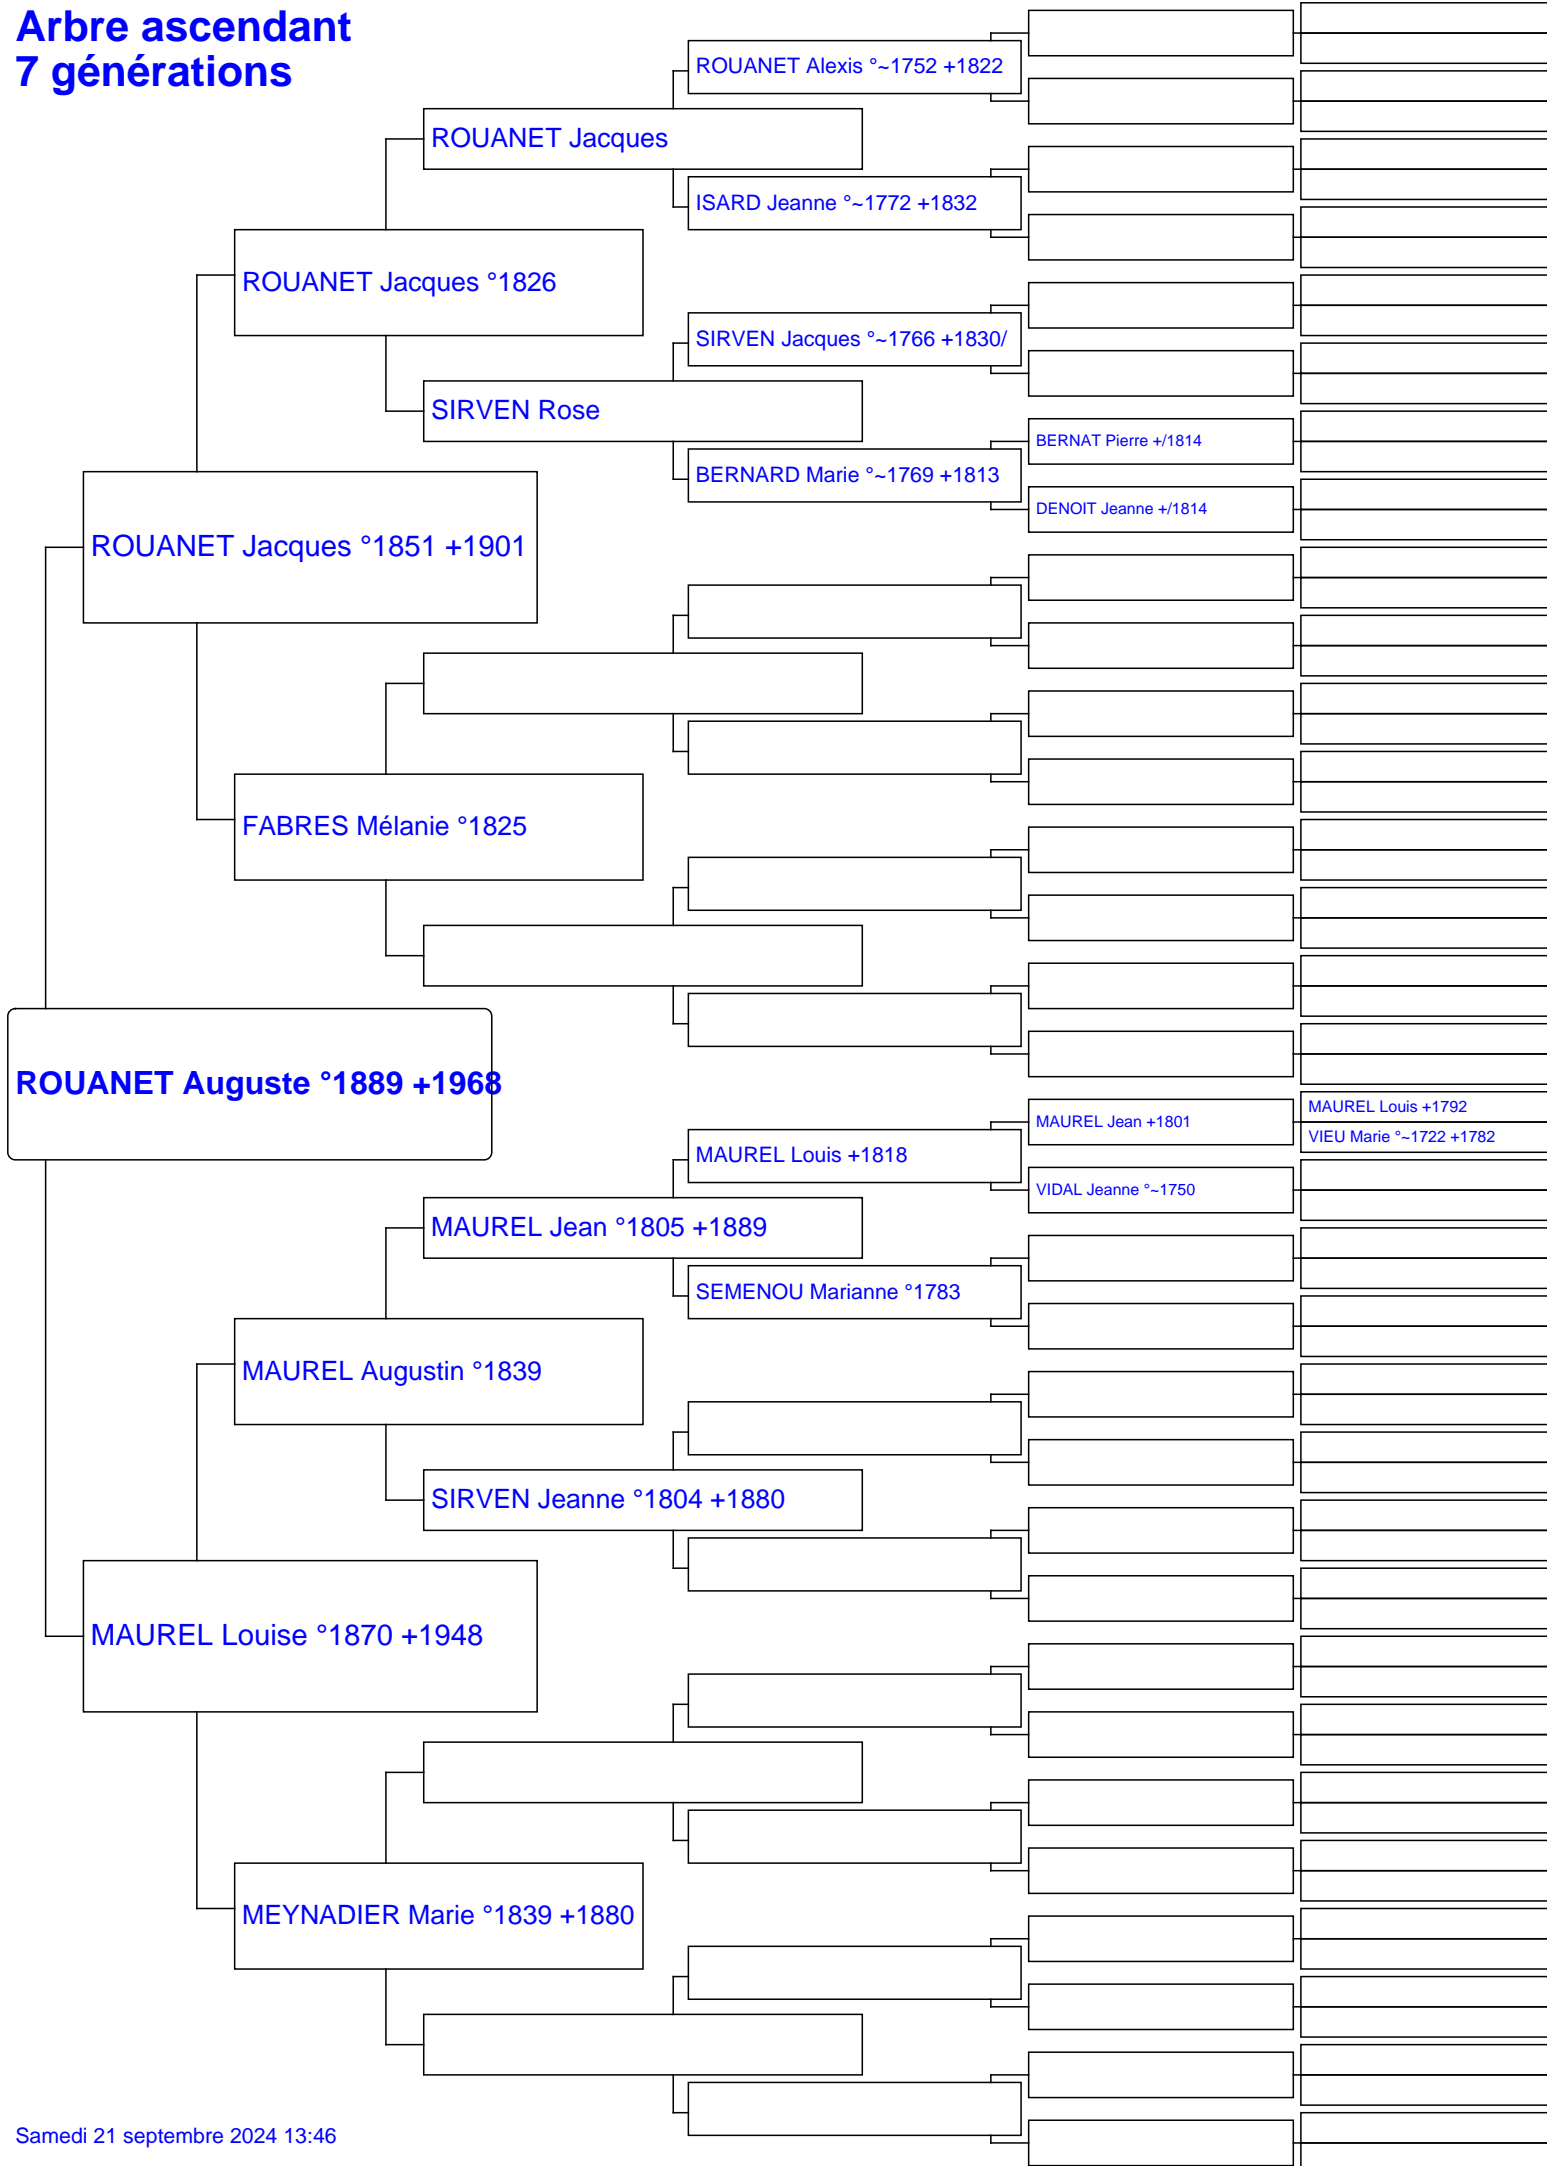 Arbre ascendant
7 générations
ROUANET Alexis °~1752 +1822
ROUANET Jacques
ISARD Jeanne °~1772 +1832
ROUANET Jacques °1826
SIRVEN Jacques °~1766 +1830/
SIRVEN Rose
BERNAT Pierre +/1814
BERNARD Marie °~1769 +1813
DENOIT Jeanne +/1814
ROUANET Jacques °1851 +1901
FABRES Mélanie °1825
ROUANET Auguste °1889 +1968
MAUREL Louis +1792
MAUREL Jean +1801
VIEU Marie °~1722 +1782
MAUREL Louis +1818
VIDAL Jeanne °~1750
MAUREL Jean °1805 +1889
SEMENOU Marianne °1783
MAUREL Augustin °1839
SIRVEN Jeanne °1804 +1880
MAUREL Louise °1870 +1948
MEYNADIER Marie °1839 +1880
Samedi 21 septembre 2024 13:46